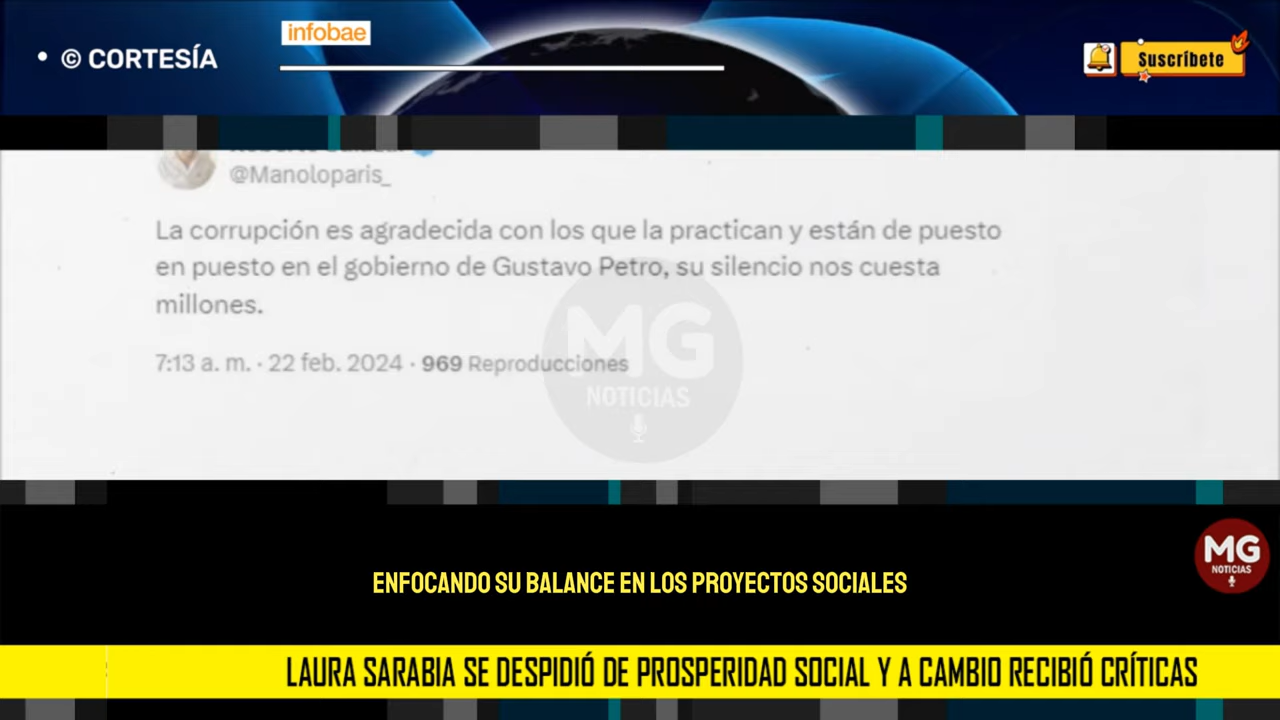 infobae
• © CORTESÍA
Suscríbete
@Manoloparis_
La corrupción es agradecida con los que la practican y están de puesto
en puesto en el gobierno de Gustavo Petro, su silencio nos cuesta
millones.
7:13 a. m. · 22 feb. 2024 · 969 Reproducciones
MG
NOTICIAS
MG
NOTICIAS
ENFOCANDO SU BALANCE EN LOS PROYECTOS SOCIALES
LAURA SARABIA SE DESPIDIÓ DE PROSPERIDAD SOCIAL Y A CAMBIO RECIBIÓ CRÍTICAS